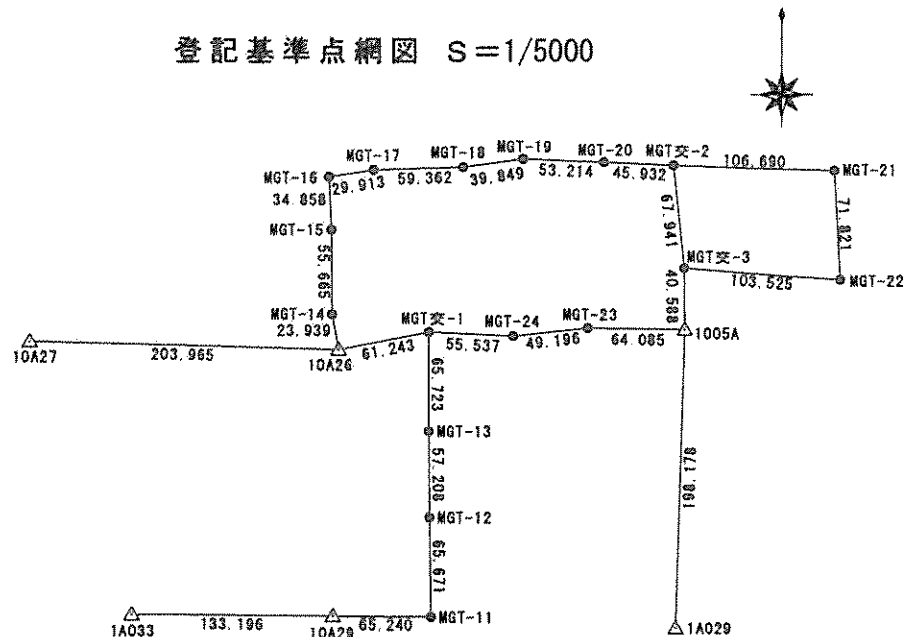 登記基準点網図 S=1/5000
MGT-16
MGT-17
MGT-18
MGT-19
MGT-20
MGT交-2
106.690
MGT-21
29.913
59.362
39.849
53.214
45.932
34.858
MGT-15
67.941
71.821
55.665
MGT交-3
103.525
MGT-22
MGT-14
23.939
40.588
10A27
203.965
10A26
61.243
MGT交-1
55.537
MGT-24
49.196
MGT-23
64.085
1005A
65.723
MGT-13
57.208
MGT-12
65.671
1A033
133.196
10A29
65.240
MGT-11
1A029